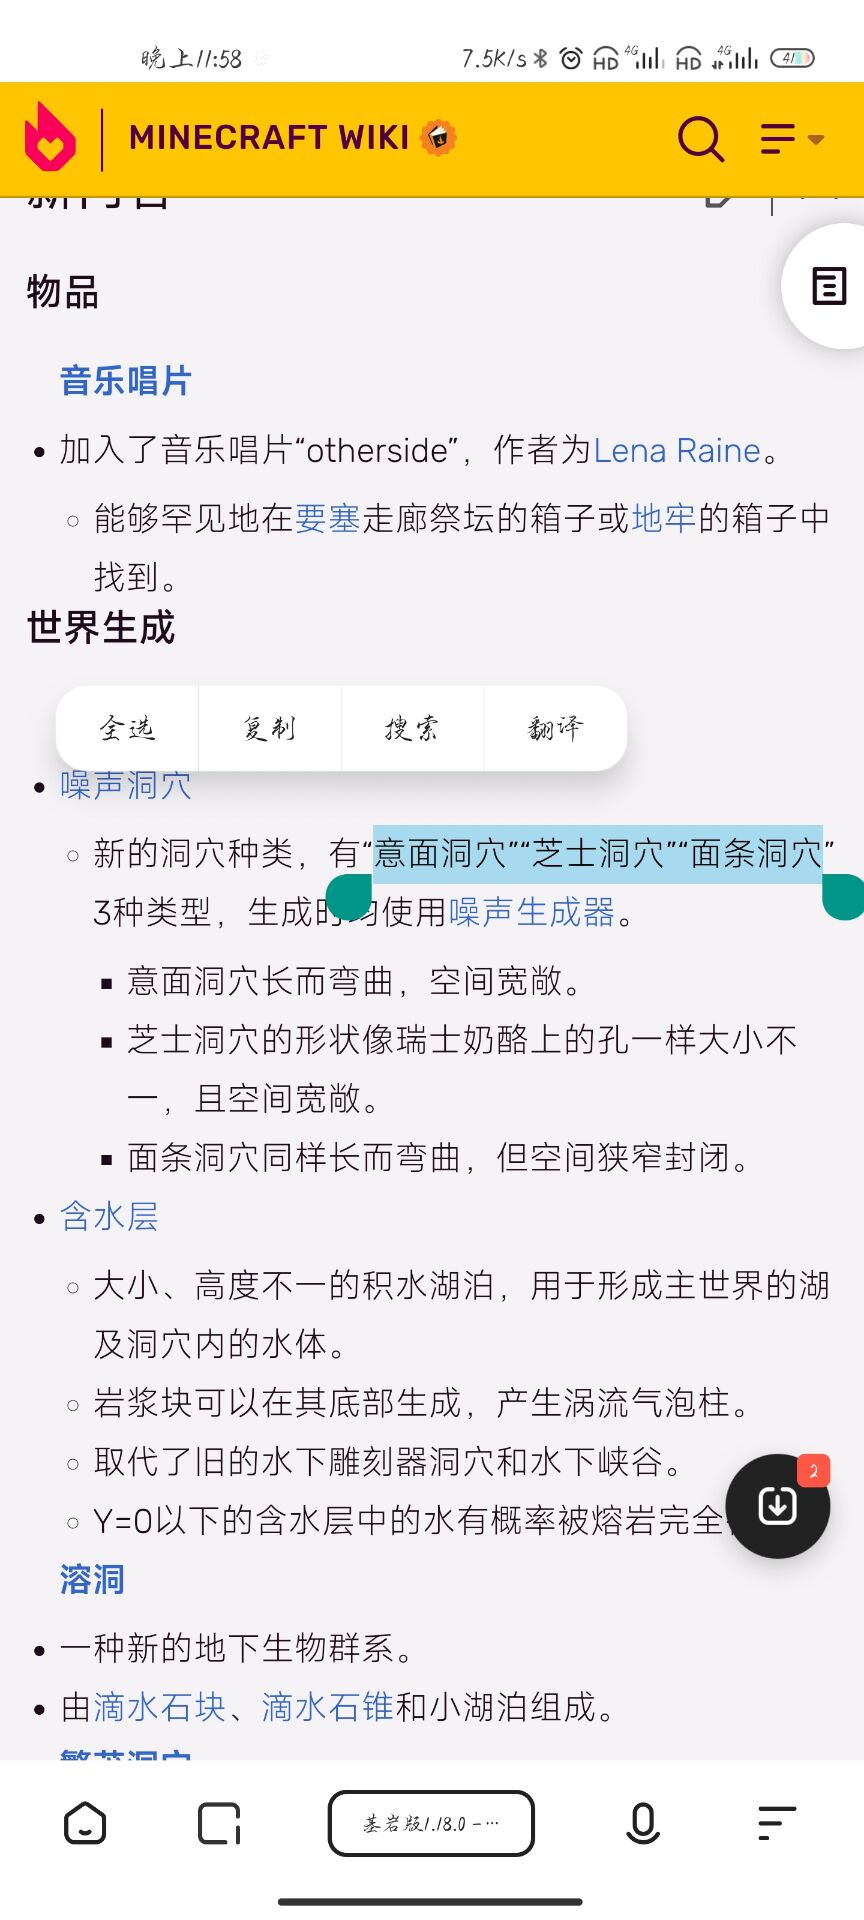 晚上11:58
7.5K/s
HD 4G HD 4G 41
MINECRAFT WIKI
物品
音乐唱片
加入了音乐唱片“otherside”，作者为Lena Raine。
能够罕见地在要塞走廊祭坛的箱子或地牢的箱子中
找到。
世界生成
全选 复制 搜索 翻译
噪声洞穴
新的洞穴种类，有“意面洞穴”“芝士洞穴”“面条洞穴”
3种类型，生成时均使用噪声生成器。
意面洞穴长而弯曲，空间宽敞。
芝士洞穴的形状像瑞士奶酪上的孔一样大小不
一，且空间宽敞。
面条洞穴同样长而弯曲，但空间狭窄封闭。
含水层
大小、高度不一的积水湖泊，用于形成主世界的湖
及洞穴内的水体。
岩浆块可以在其底部生成，产生涡流气泡柱。
取代了旧的水下雕刻器洞穴和水下峡谷。
2
Y=0以下的含水层中的水有概率被熔岩完全
溶洞
一种新的地下生物群系。
由滴水石块、滴水石锥和小湖泊组成。
基岩版1.18.0 - ···